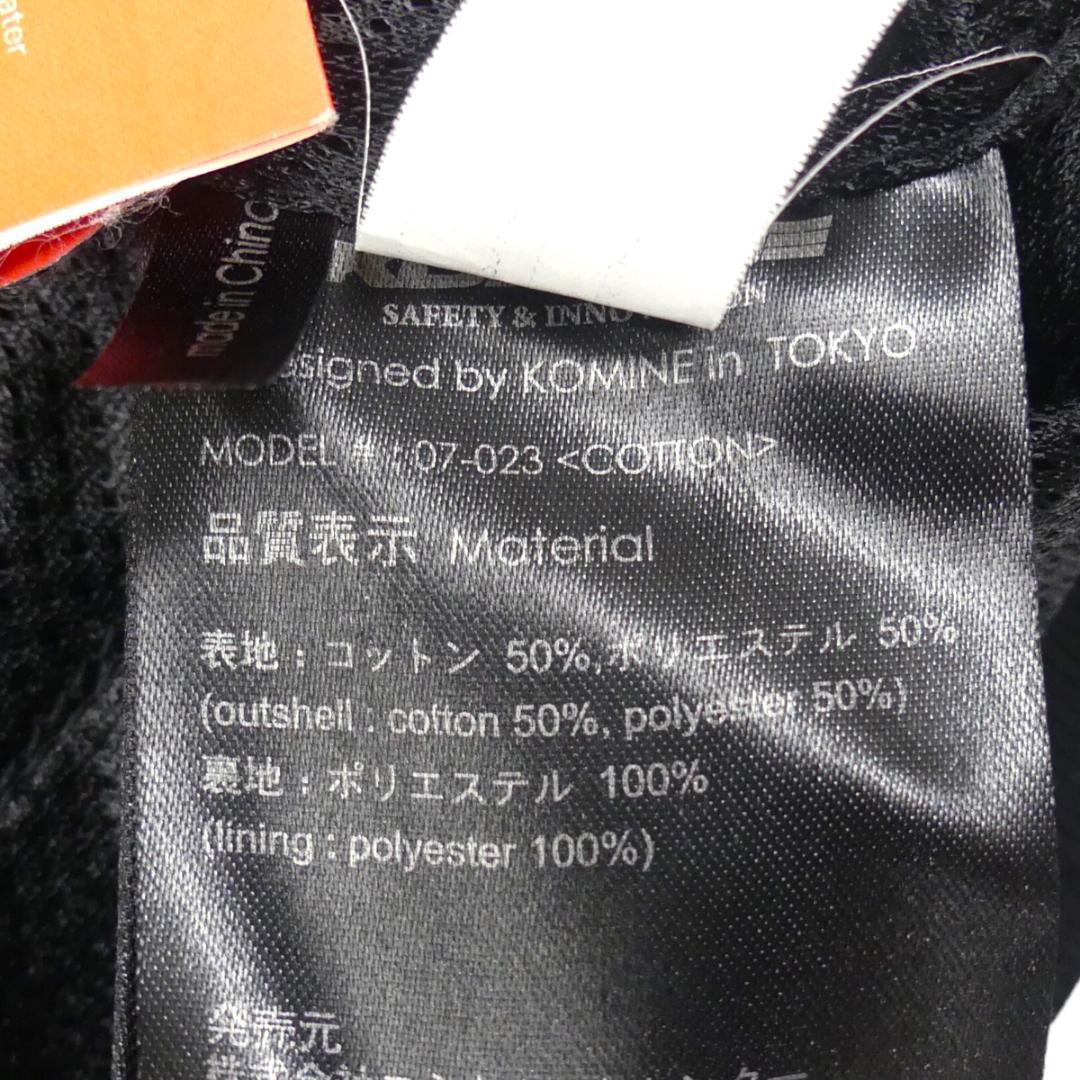 ater
made in China
SAFETY &
signed by KOMINE in TOKYO
MODEL # : 07-023 <COTTON>
品質表示 Material
表地：コットン 50%,ポリエステル 50%
(outshell : cotton 50%, polyester 50%)
裏地：ポリエステル 100%
(lining : polyester 100%)
発売元